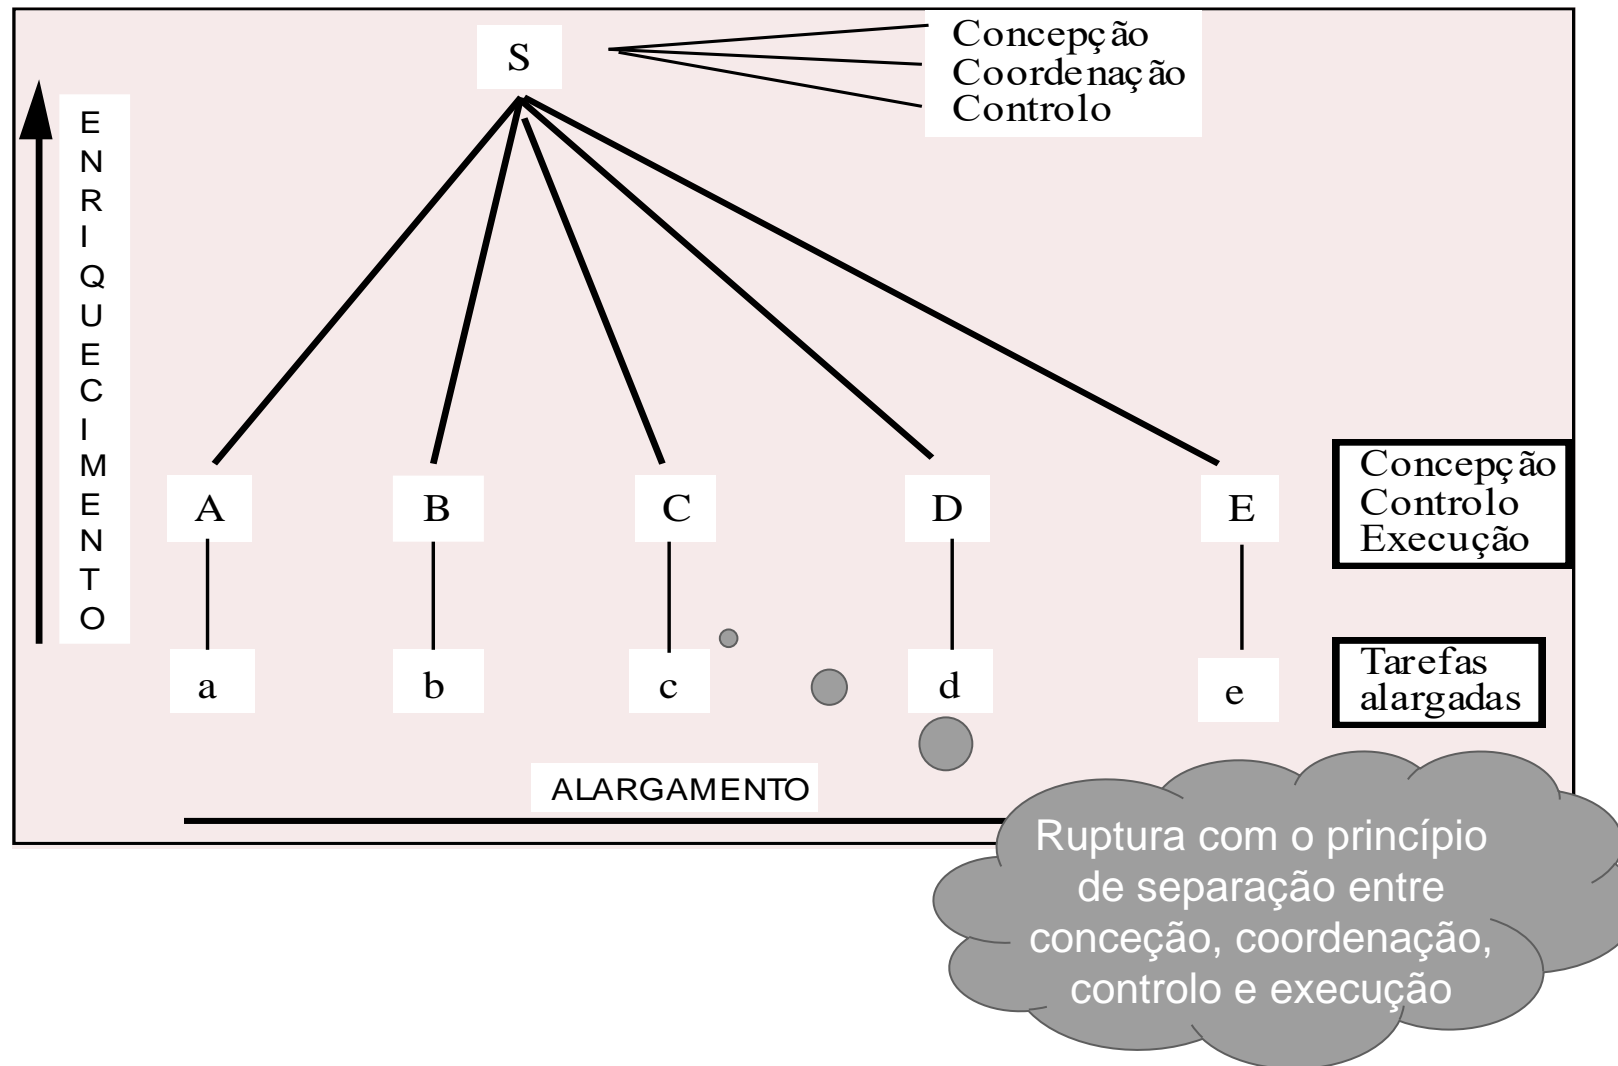 S
Concepção
Coordenação
Controlo
ENRIQUECIMENTO
A
B
C
D
E
Concepção
Controlo
Execução
a
b
c
d
e
Tarefas
alargadas
ALARGAMENTO
Ruptura com o princípio
de separação entre
conceção, coordenação,
controlo e execução